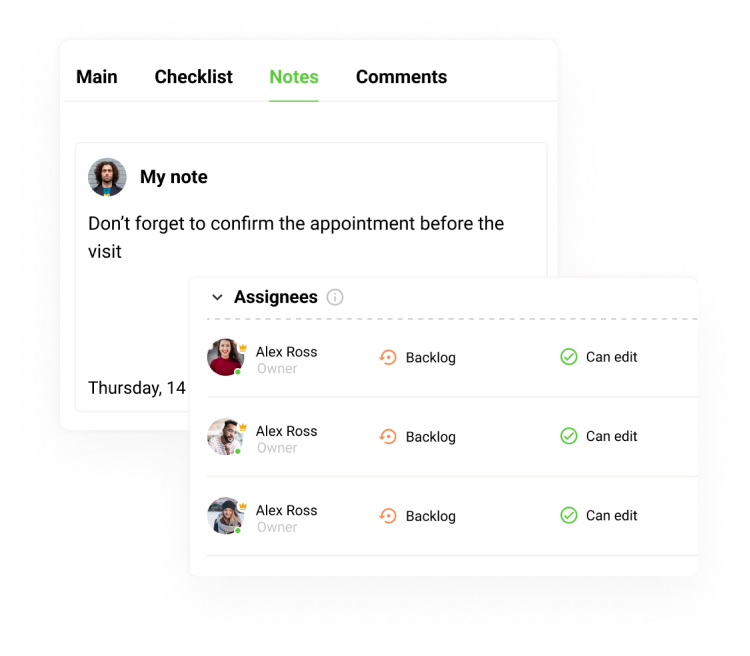 Main Checklist Notes Comments
My note
Don't forget to confirm the appointment before the
visit
Thursday, 14
Assignees
Alex Ross
Owner
Backlog
Can edit
Alex Ross
Owner
Backlog
Can edit
Alex Ross
Owner
Backlog
Can edit